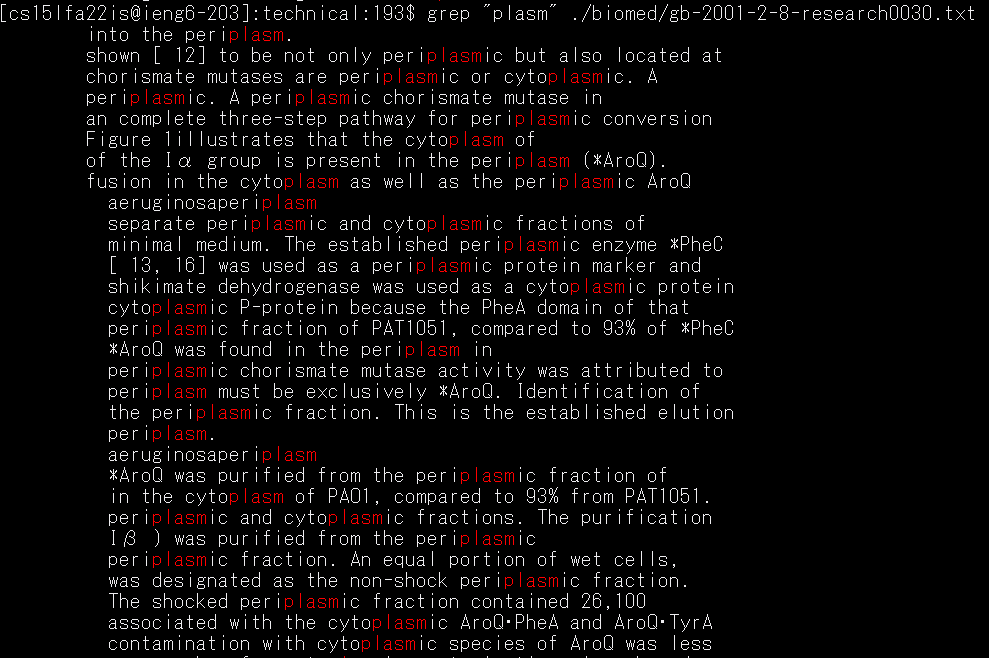 [cs15lfa22is@ieng6-203]:technical:193$ grep "plasm" ./biomed/gb-2001-2-8-research0030.txt
into the periplasm.
shown [ 12] to be not only periplasmic but also located at
chorismate mutases are periplasmic or cytoplasmic. A
periplasmic. A periplasmic chorismate mutase in
an complete three-step pathway for periplasmic conversion
Figure 1illustrates that the cytoplasm of
of the Iα group is present in the periplasm (*AroQ).
fusion in the cytoplasm as well as the periplasmic AroQ
aeruginosaperiplasm
separate periplasmic and cytoplasmic fractions of
minimal medium. The established periplasmic enzyme *PheC
[ 13, 16] was used as a periplasmic protein marker and
shikimate dehydrogenase was used as a cytoplasmic protein
cytoplasmic P-protein because the PheA domain of that
periplasmic fraction of PAT1051, compared to 93% of *PheC
*AroQ was found in the periplasm in
periplasmic chorismate mutase activity was attributed to
periplasm must be exclusively *AroQ. Identification of
the periplasmic fraction. This is the established elution
periplasm.
aeruginosaperiplasm
*AroQ was purified from the periplasmic fraction of
in the cytoplasm of PAO1, compared to 93% from PAT1051.
periplasmic and cytoplasmic fractions. The purification
Iβ ) was purified from the periplasmic
periplasmic fraction. An equal portion of wet cells,
was designated as the non-shock periplasmic fraction.
The shocked periplasmic fraction contained 26,100
associated with the cytoplasmic AroQ·PheA and AroQ·TyrA
contamination with cytoplasmic species of AroQ was less